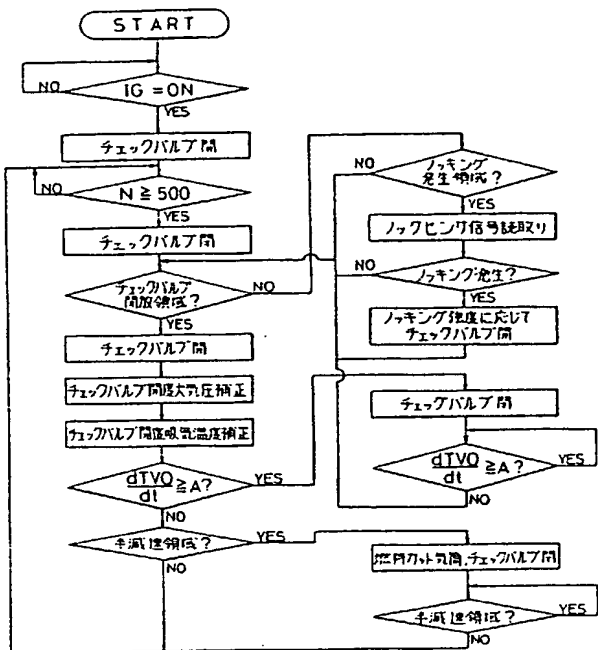 START
IG = ON
NO
YES
チェックバルブ
N ≧ 500
NO
YES
チェックバルブ
チェックバルブ
開放領域?
NO
YES
チェックバルブ
チェックバルブ開度大気圧補正
チェックバルブ開度吸気温度補正
dTVO
dt
≧A?
YES
NO
減速領域?
YES
NO
ノッキング
発生領域?
NO
YES
ノックセンサ信号読取り
ノッキング発生?
NO
YES
ノッキング強度に応じて
チェックバルブ
チェックバルブ
dTVO
dt
≧A?
YES
NO
燃料カット気筒,チェックバルブ
減速領域?
YES
NO